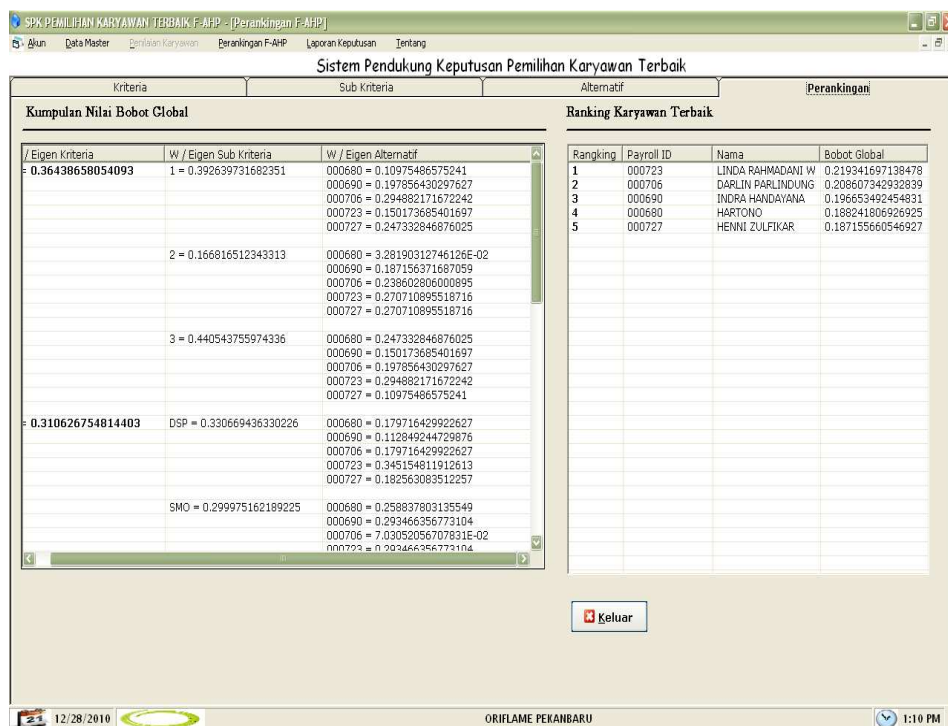 SPK PEMILIHAN KARYAWAN TERBAIK F-AHP - [Perankingan F-AHP]
Akun Data Master Penilaian Karyawan Perankingan F-AHP Laporan Keputusan Tentang
Sistem Pendukung Keputusan Pemilihan Karyawan Terbaik
Kriteria Sub Kriteria Alternatif Perankingan
Kumpulan Nilai Bobot Global
/ Eigen Kriteria W / Eigen Sub Kriteria W / Eigen Alternatif
= 0.36438658054093 1 = 0.392639731682351 000680 = 0.10975486575241
000690 = 0.197856430297627
000706 = 0.294882171672242
000723 = 0.150173685401697
000727 = 0.247332846876025
2 = 0.166816512343313 000680 = 3.28190312746126E-02
000690 = 0.187156371687059
000706 = 0.238602806000895
000723 = 0.270710895518716
000727 = 0.270710895518716
3 = 0.440543755974336 000680 = 0.247332846876025
000690 = 0.150173685401697
000706 = 0.197856430297627
000723 = 0.294882171672242
000727 = 0.10975486575241
= 0.310626754814403 DSP = 0.330669436330226 000680 = 0.179716429922627
000690 = 0.112849244729876
000706 = 0.179716429922627
000723 = 0.345154811912613
000727 = 0.182563083512257
SMO = 0.299975162189225 000680 = 0.258837803135549
000690 = 0.293466356773104
000706 = 7.03052056707831E-02
000723 = 0.293466356773104
Ranking Karyawan Terbaik
Rangking Payroll ID Nama Bobot Global
1 000723 LINDA RAHMADANI W 0.219341697138478
2 000706 DARLIN PARLINDUNG 0.208607342932839
3 000690 INDRA HANDAYANA 0.196653492454831
4 000680 HARTONO 0.188241806926925
5 000727 HENNI ZULFIKAR 0.187155660546927
Keluar
21 12/28/2010 ORIFLAME PEKANBARU 1:10 PM